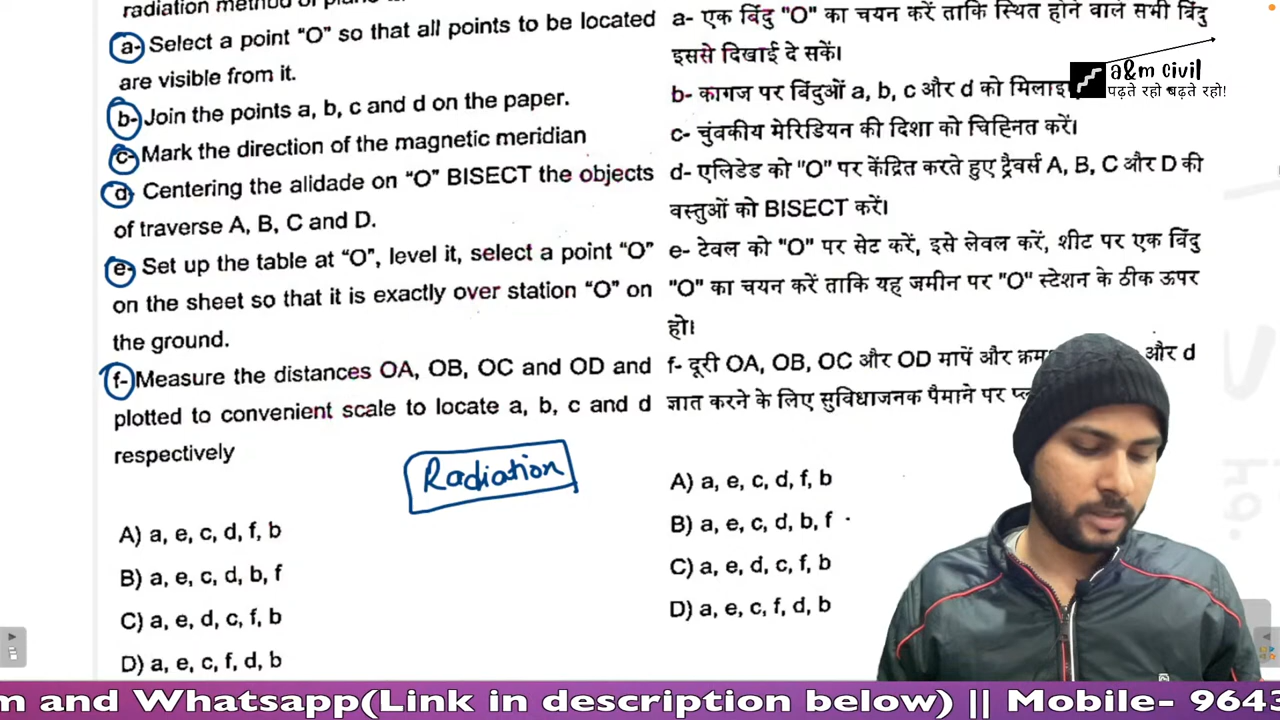 radiation method of plane
a- Select a point "O" so that all points to be located
are visible from it.
b- Join the points a, b, c and d on the paper.
c- Mark the direction of the magnetic meridian
d- Centering the alidade on "O" BISECT the objects
of traverse A, B, C and D.
e- Set up the table at "O", level it, select a point "O"
on the sheet so that it is exactly over station "O" on
the ground.
f- Measure the distances OA, OB, OC and OD and
plotted to convenient scale to locate a, b, c and d
respectively
Radiation
A) a, e, c, d, f, b
B) a, e, c, d, b, f
C) a, e, d, c, f, b
D) a, e, c, f, d, b
a- एक बिंदु "O" का चयन करें ताकि स्थित होने वाले सभी बिंदु
इससे दिखाई दे सकें।
b- कागज पर बिंदुओं a, b, c और d को
c- चुंबकीय मेरिडियन की दिशा को चिह्नित करें।
d- एलिडेड को "O" पर केंद्रित करते हुए ट्रैवर्स A, B, C और D की
वस्तुओं को BISECT करें।
e- टेबल को "O" पर सेट करें, इसे लेवल करें, शीट पर एक बिंदु
"O" का चयन करें ताकि यह जमीन पर "O" स्टेशन के ठीक ऊपर
हो।
f- दूरी OA, OB, OC और OD मापें और और d
ज्ञात करने के लिए सुविधाजनक पैमाने पर
A) a, e, c, d, f, b
B) a, e, c, d, b, f
C) a, e, d, c, f, b
D) a, e, c, f, d, b
a&m civil
पढ़ते रहो बढ़ते रहो!
and Whatsapp(Link in description below) || Mobile- 964